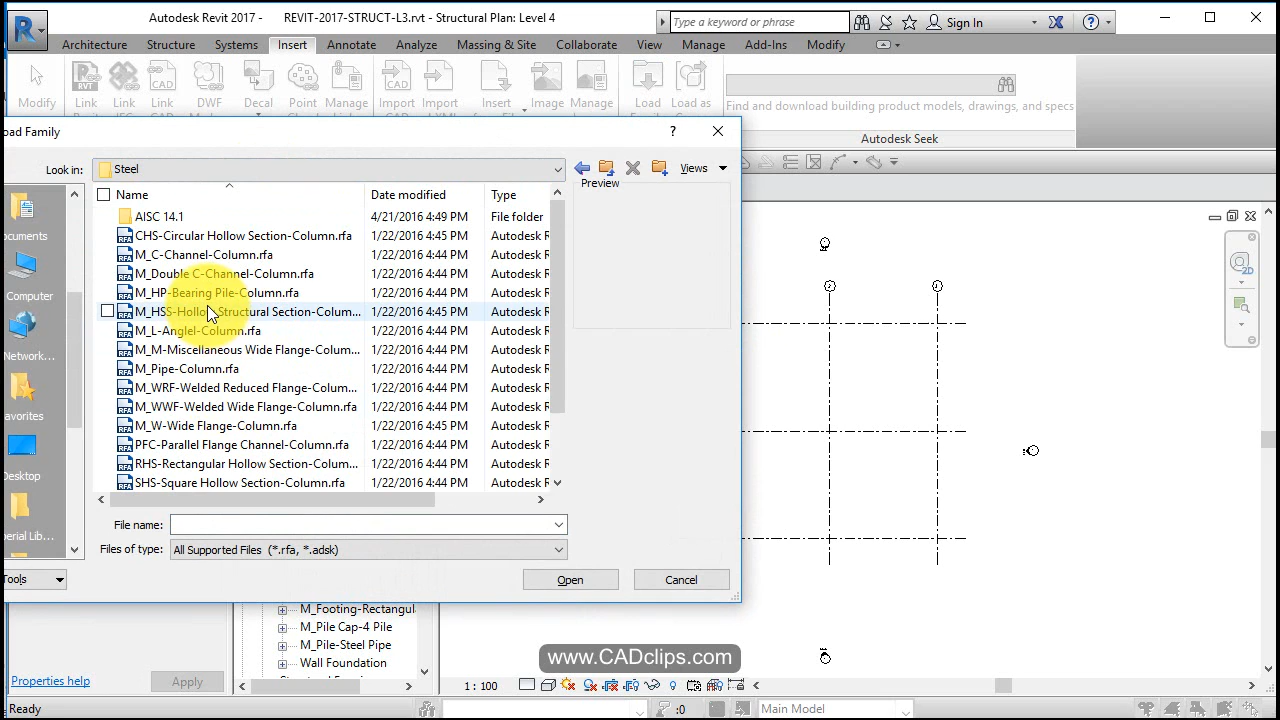 Autodesk Revit 2017 - REVIT-2017-STRUCT-L3.rvt - Structural Plan: Level 4
Type a keyword or phrase
Sign In
Architecture Structure Systems Insert Annotate Analyze Massing & Site Collaborate View Manage Add-Ins Modify
Modify Link Link Link DWF Decal Point Manage Import Import Insert Image Manage Load Load as
CAD
Find and download building product models, drawings, and specs
Autodesk Seek
oad Family
Look in: Steel Views
Preview
Name Date modified Type
AISC 14.1 4/21/2016 4:49 PM File folder
CHS-Circular Hollow Section-Column.rfa 1/22/2016 4:45 PM Autodesk R
M_C-Channel-Column.rfa 1/22/2016 4:44 PM Autodesk R
M_Double C-Channel-Column.rfa 1/22/2016 4:44 PM Autodesk R
M_HP-Bearing Pile-Column.rfa 1/22/2016 4:44 PM Autodesk R
M_HSS-Hollow Structural Section-Colum... 1/22/2016 4:45 PM Autodesk R
M_L-Anglel-Column.rfa 1/22/2016 4:44 PM Autodesk R
M_M-Miscellaneous Wide Flange-Colum... 1/22/2016 4:44 PM Autodesk R
M_Pipe-Column.rfa 1/22/2016 4:44 PM Autodesk R
M_WRF-Welded Reduced Flange-Colum... 1/22/2016 4:44 PM Autodesk R
M_WWF-Welded Wide Flange-Column.rfa 1/22/2016 4:44 PM Autodesk R
M_W-Wide Flange-Column.rfa 1/22/2016 4:45 PM Autodesk R
PFC-Parallel Flange Channel-Column.rfa 1/22/2016 4:44 PM Autodesk R
RHS-Rectangular Hollow Section-Colum... 1/22/2016 4:44 PM Autodesk R
SHS-Square Hollow Section-Column.rfa 1/22/2016 4:44 PM Autodesk R
ocuments
Computer
Network...
avorites
Desktop
perial Lib...
File name:
Files of type: All Supported Files (*.rfa, *.adsk)
Tools Open Cancel
M_Footing-Rectangul
M_Pile Cap-4 Pile
M_Pile-Steel Pipe
Wall Foundation
Properties help Apply
www.CADclips.com
1 : 100
Ready :0 Main Model